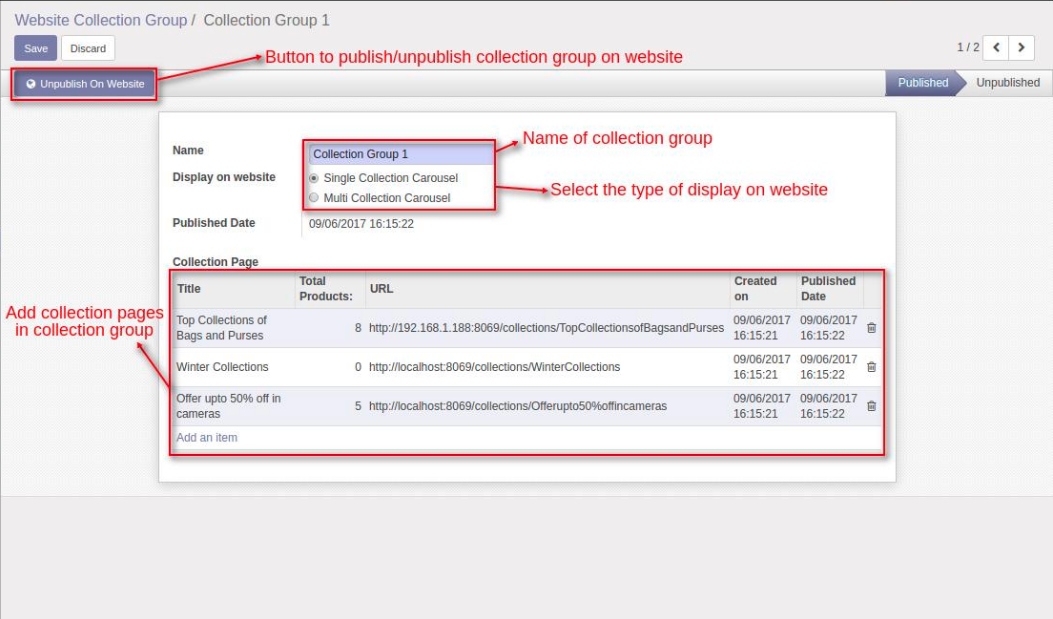 Website Collection Group / Collection Group 1
Save Discard
Button to publish/unpublish collection group on website
1 / 2
Unpublish On Website
Published Unpublished
Name of collection group
Name
Collection Group 1
Display on website
Single Collection Carousel
Select the type of display on website
Multi Collection Carousel
Published Date
09/06/2017 16:15:22
Collection Page
Add collection pages
in collection group
Title Total Products: URL Created on Published Date
Top Collections of Bags and Purses 8 http://192.168.1.188:8069/collections/TopCollectionsofBagsandPurses 09/06/2017 16:15:21 09/06/2017 16:15:22
Winter Collections 0 http://localhost:8069/collections/WinterCollections 09/06/2017 16:15:21 09/06/2017 16:15:22
Offer upto 50% off in cameras 5 http://localhost:8069/collections/Offerupto50%offincameras 09/06/2017 16:15:21 09/06/2017 16:15:22
Add an item